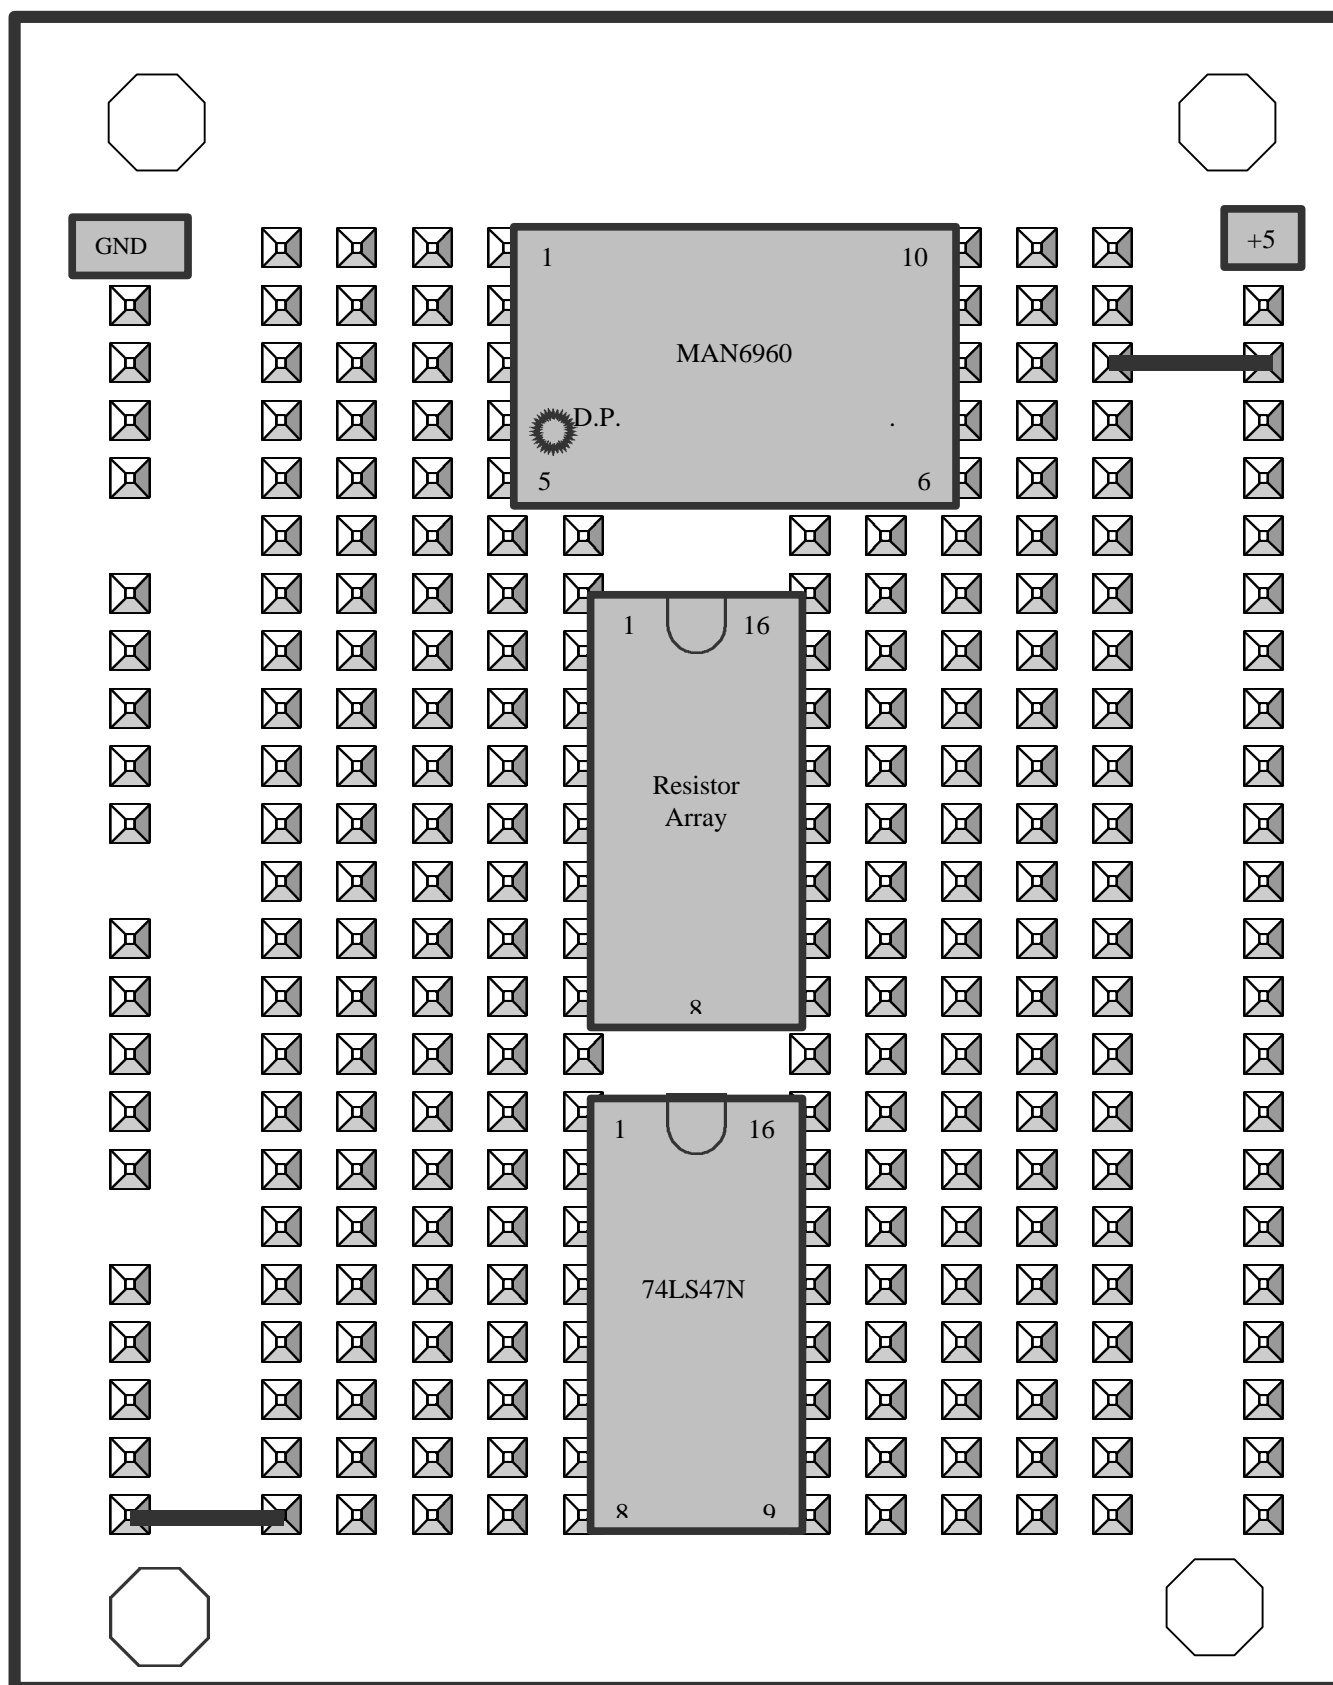 GND
+5
1 10
MAN6960
D.P. .
5 6
1 16
Resistor
Array
8
1 16
74LS47N
8 9